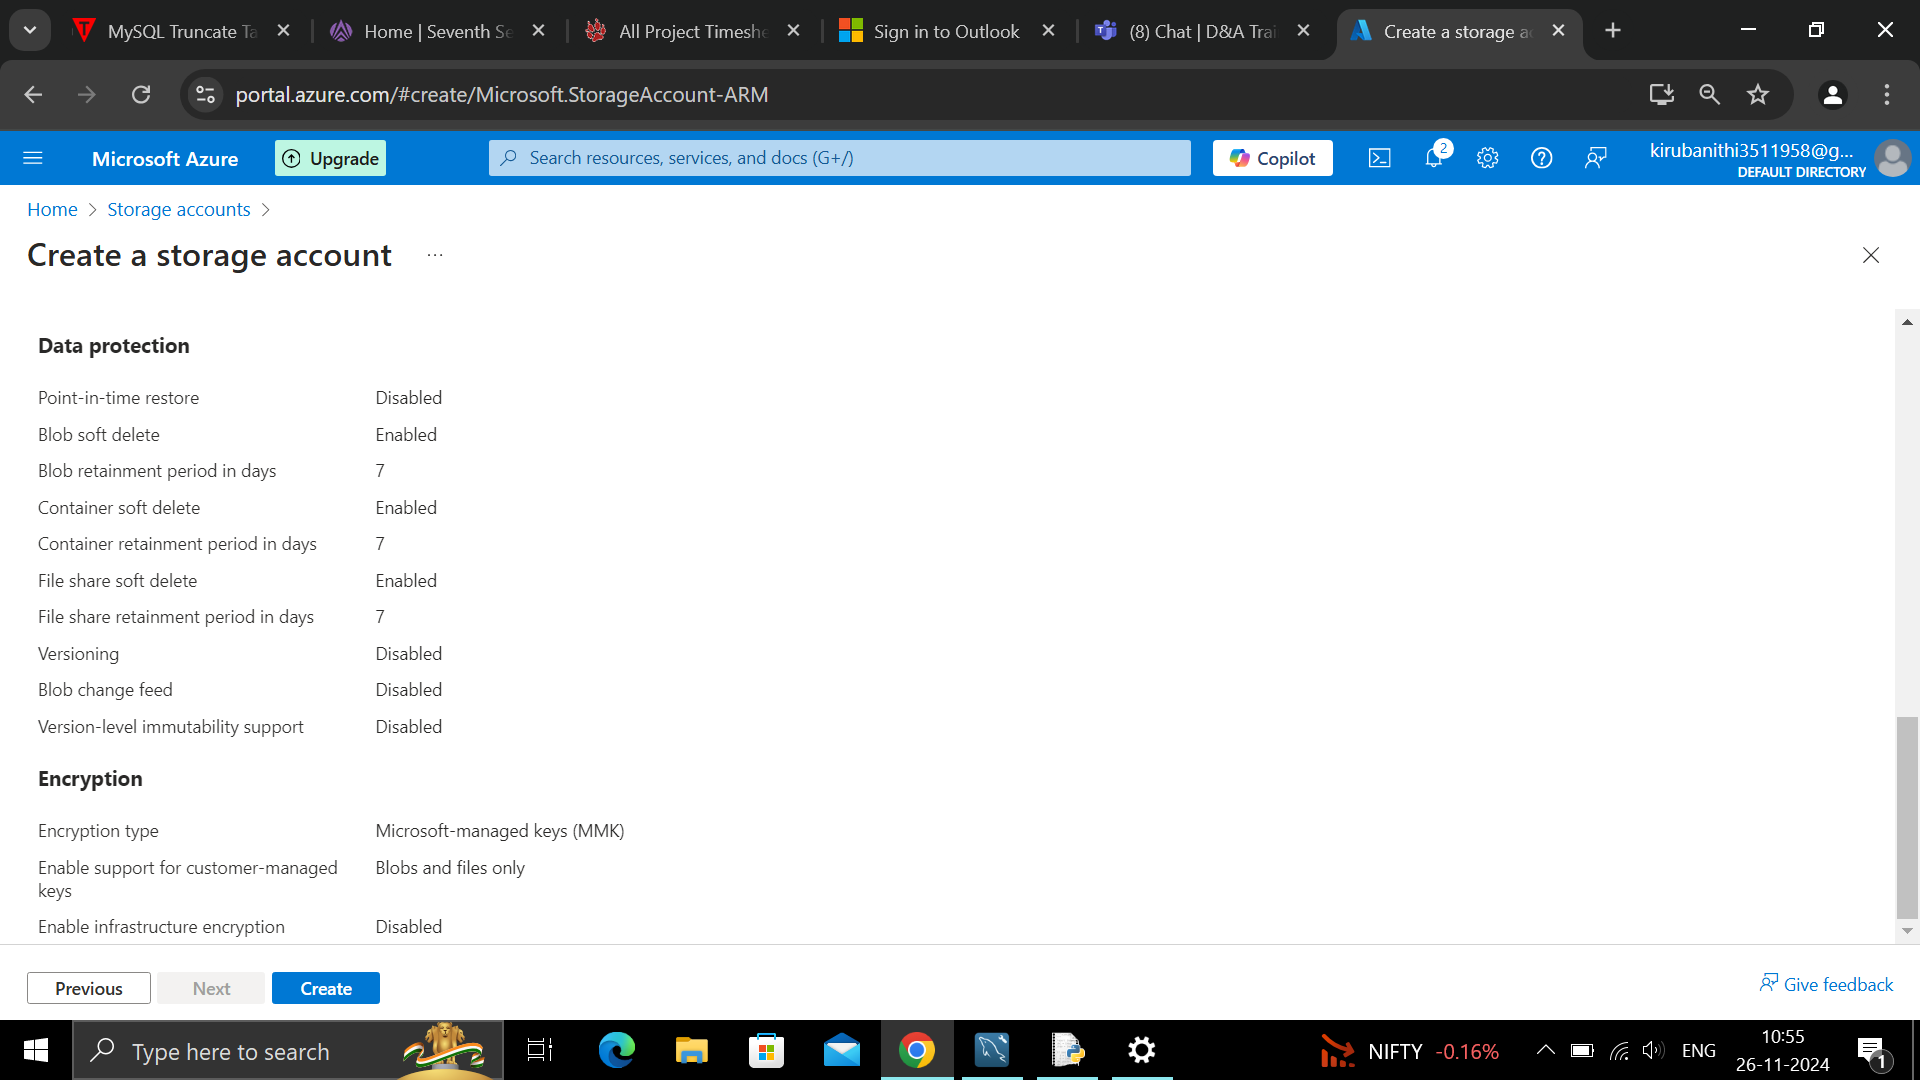 MySQL Truncate Ta
Home | Seventh Se
All Project Timeshe
Sign in to Outlook
(8) Chat | D&A Trai
Create a storage a
portal.azure.com/#create/Microsoft.StorageAccount-ARM
Microsoft Azure
Upgrade
Search resources, services, and docs (G+/)
Copilot
2
kirubanithi3511958@g...
DEFAULT DIRECTORY
Home > Storage accounts >
Create a storage account ...
Data protection
Point-in-time restore Disabled
Blob soft delete Enabled
Blob retainment period in days 7
Container soft delete Enabled
Container retainment period in days 7
File share soft delete Enabled
File share retainment period in days 7
Versioning Disabled
Blob change feed Disabled
Version-level immutability support Disabled
Encryption
Encryption type Microsoft-managed keys (MMK)
Enable support for customer-managed keys Blobs and files only
Enable infrastructure encryption Disabled
Previous
Next
Create
Give feedback
Type here to search
NIFTY -0.16%
ENG
10:55
26-11-2024
1